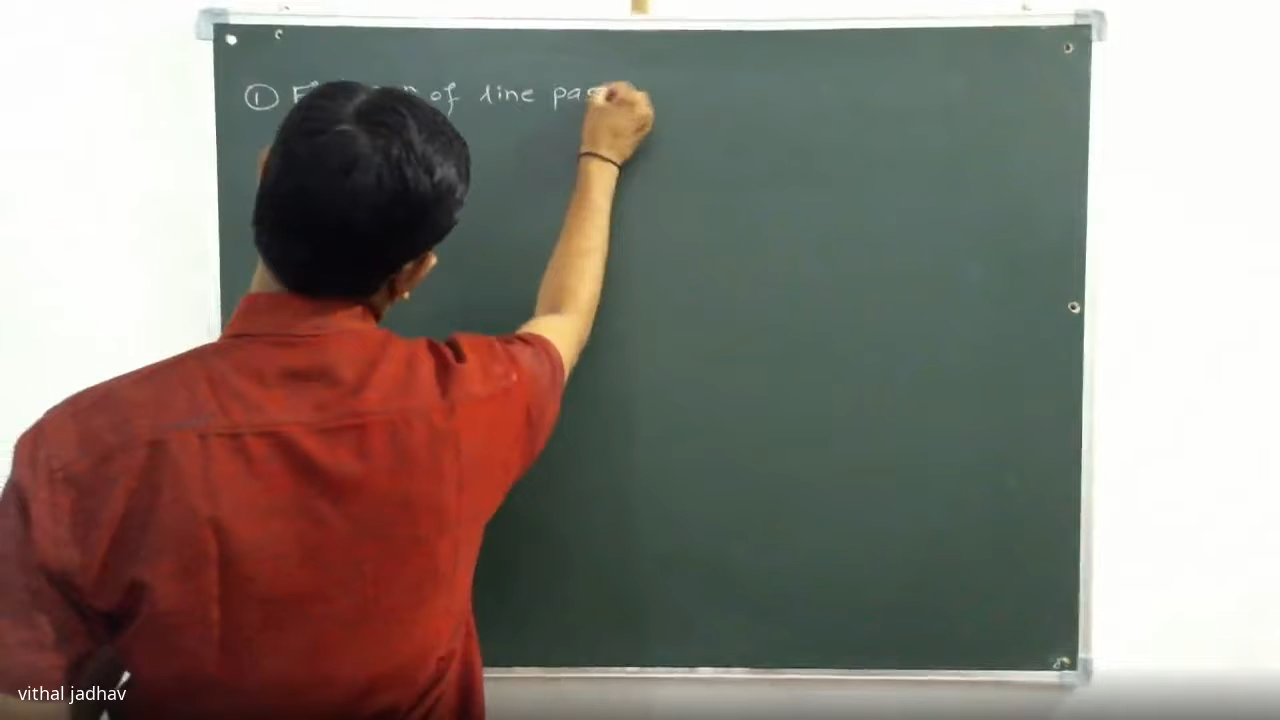 ① of line pas
vithal jadhav